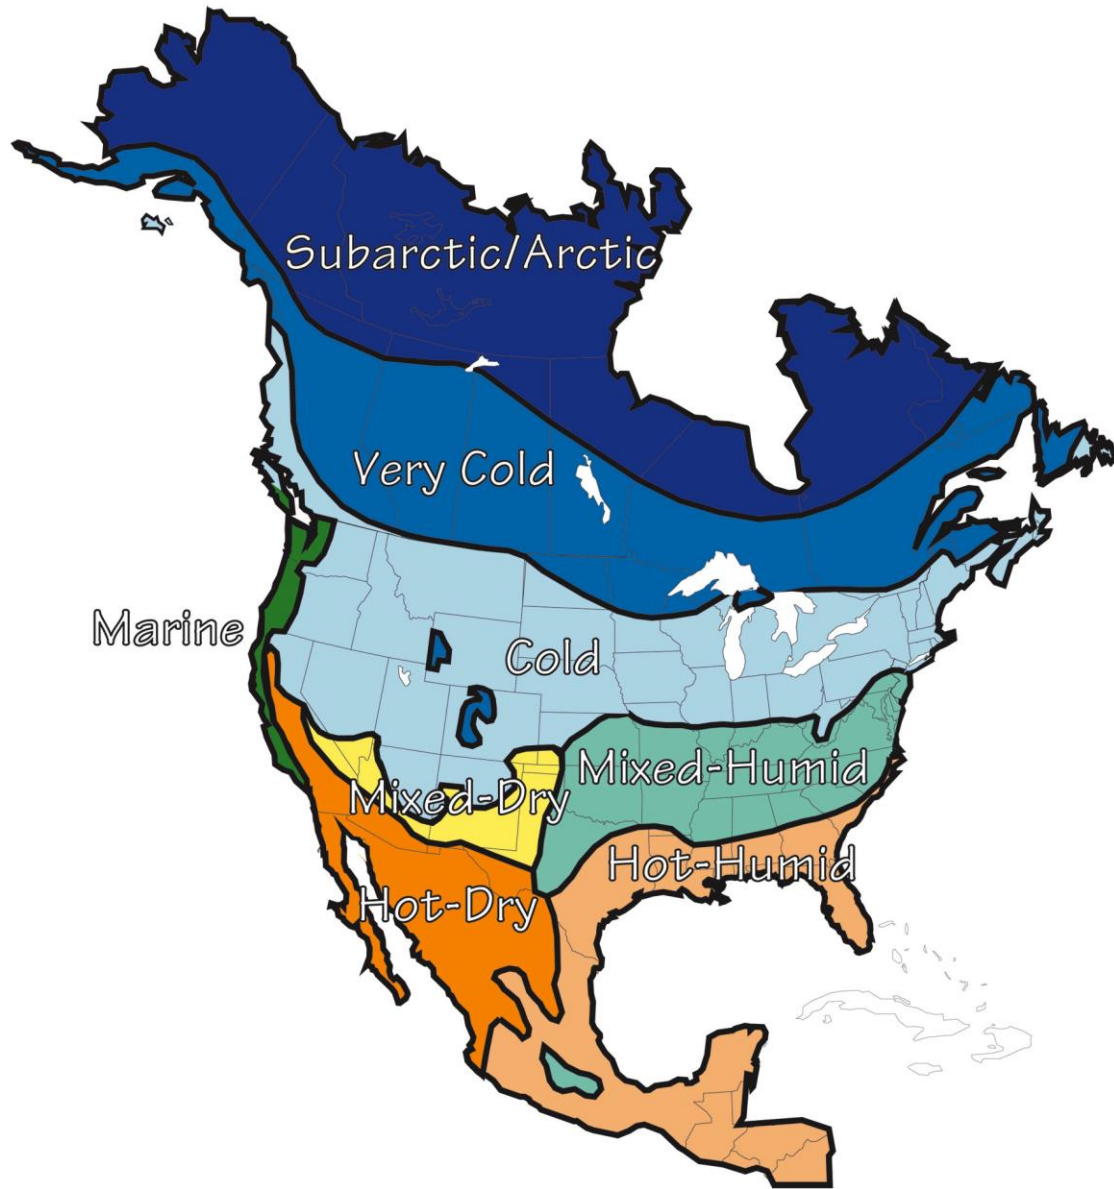 Subarctic/Arctic
Very Cold
Marine
Cold
Mixed-Humid
Mixed-Dry
Hot-Humid
Hot-Dry